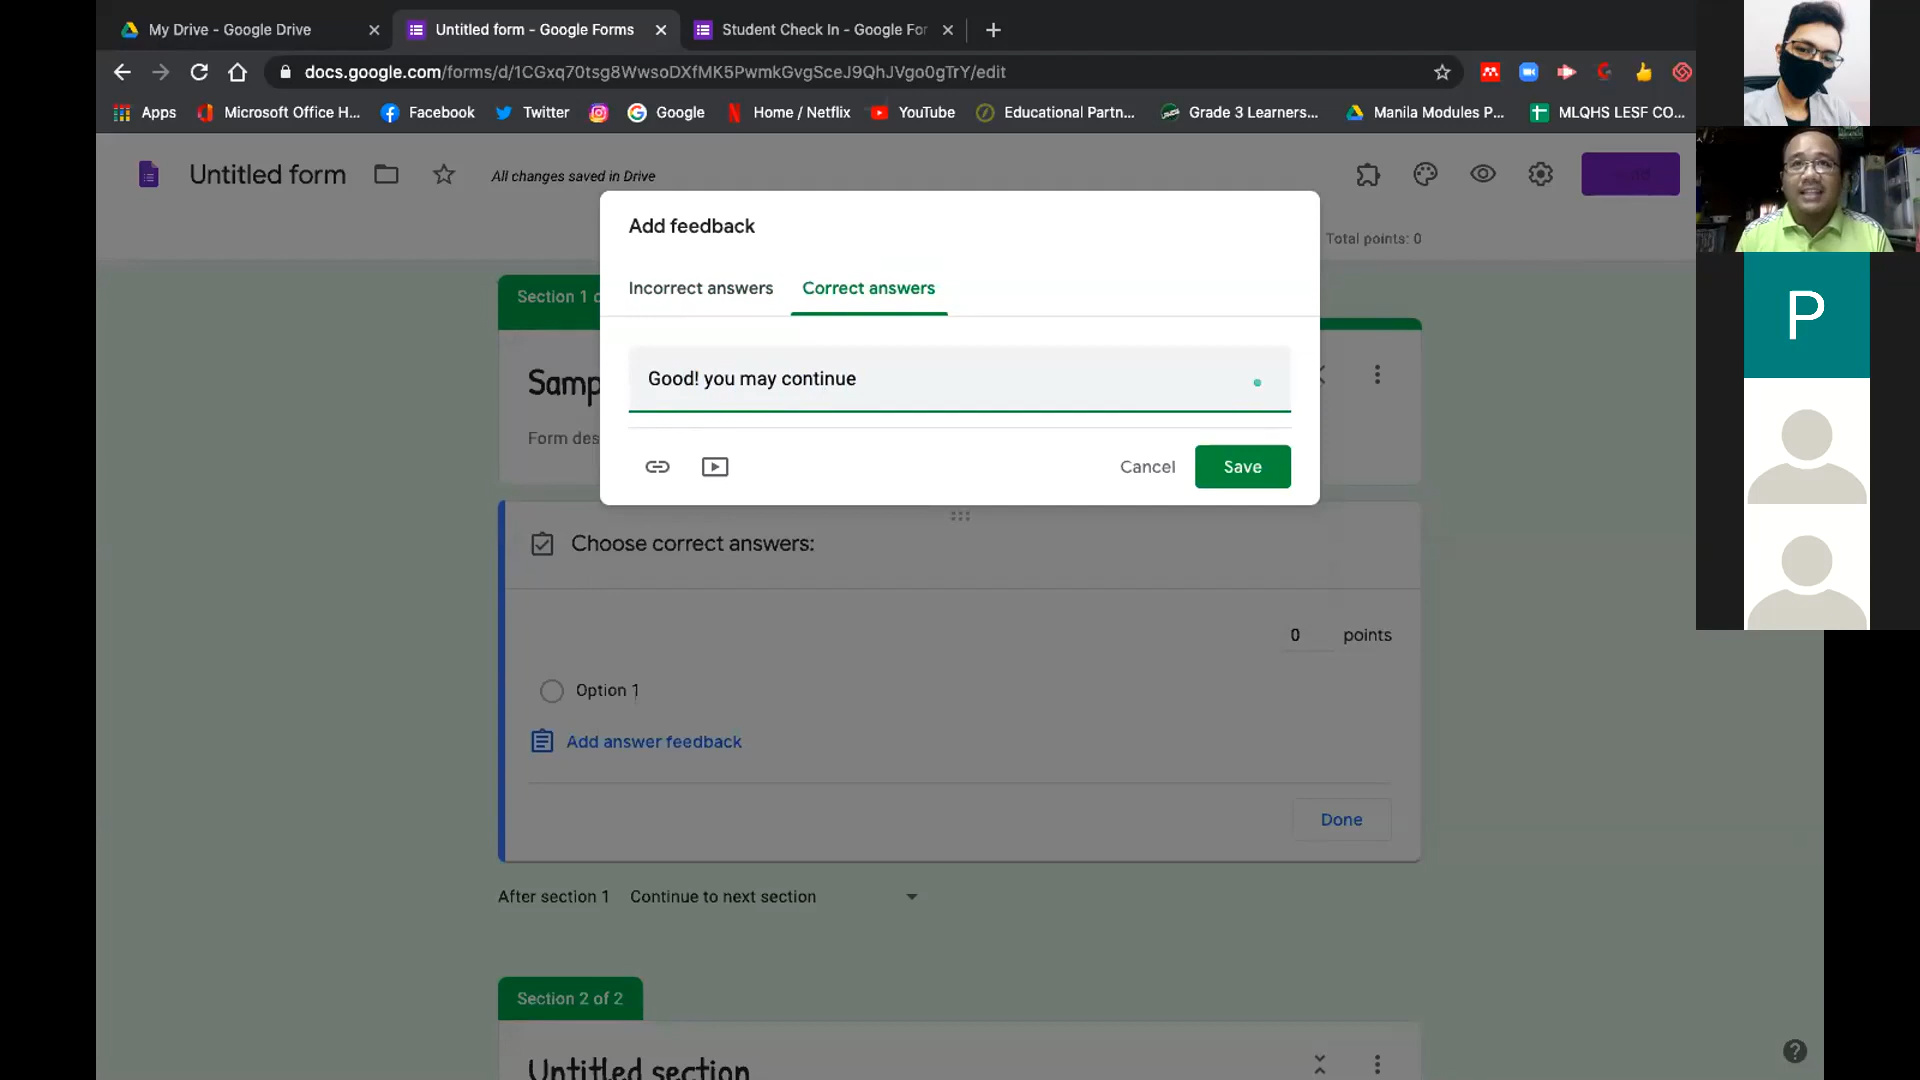 My Drive - Google Drive
Untitled form - Google Forms
Student Check In - Google For
docs.google.com/forms/d/1CGxq70tsg8WwsoDXfMK5PwmkGvgSceJ9QhJVgo0gTrY/edit
Apps
Microsoft Office H...
Facebook
Twitter
Google
Home / Netflix
YouTube
Educational Partn...
Grade 3 Learners...
Manila Modules P...
MLQHS LESF CO...
Untitled form
All changes saved in Drive
Total points: 0
Add feedback
Incorrect answers
Correct answers
Section 1 o
Good! you may continue
Samp
Form des
Cancel
Save
P
Choose correct answers:
0 points
Option 1
Add answer feedback
Done
After section 1
Continue to next section
Section 2 of 2
Untitled section